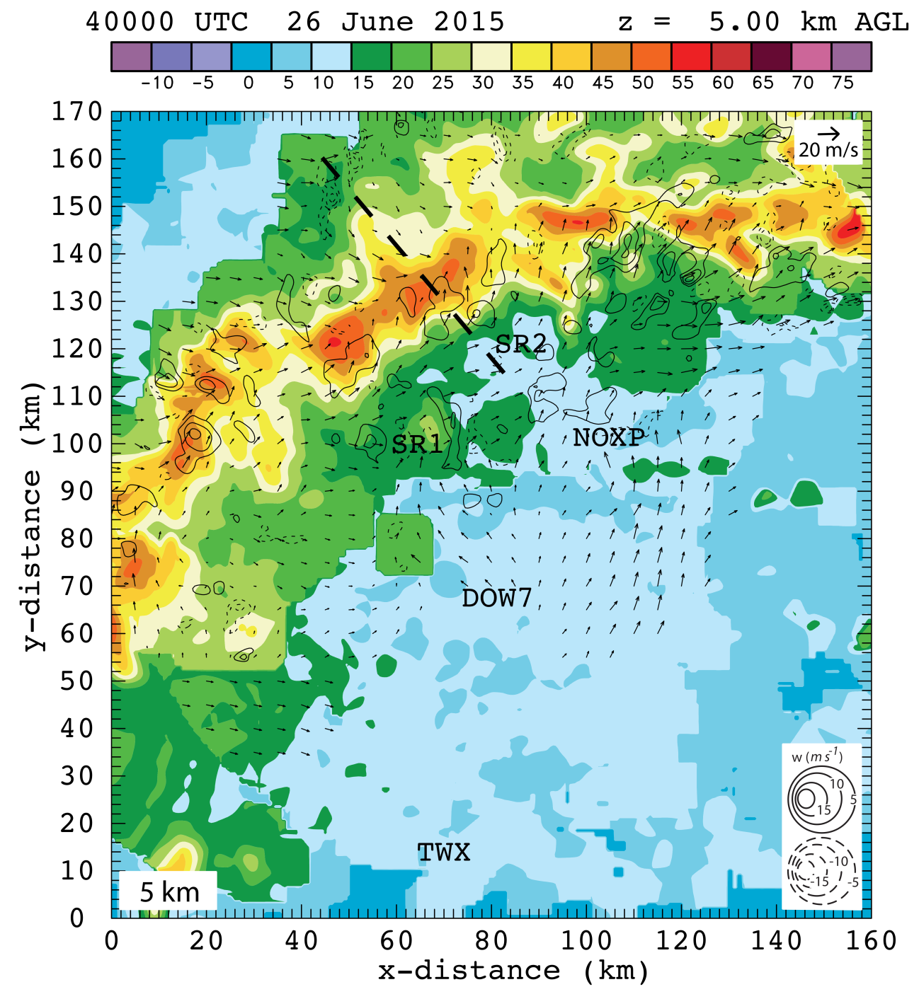 40000 UTC 26 June 2015 z = 5.00 km AGL
-10 -5 0 5 10 15 20 25 30 35 40 45 50 55 60 65 70 75
170
160
150
140
130
120
110
100
90
80
70
60
50
40
30
20
10
0
y-distance (km)
20 m/s
SR2
SR1
NOXP
DOW7
TWX
w (m s-1)
10
5
15
-10
-15
-5
5 km
0 20 40 60 80 100 120 140 160
x-distance (km)